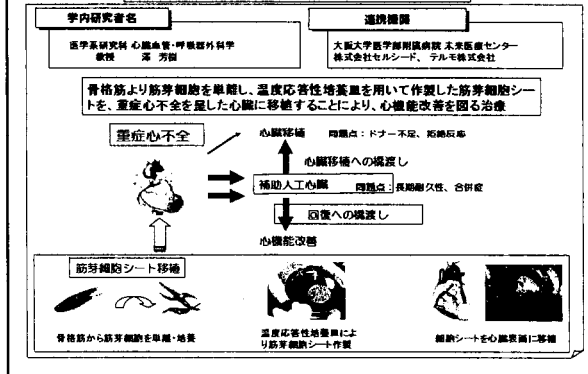 学内研究者名
連携機関
医学系研究科 心臓血管・呼吸器外科学
教授　　澤　芳樹
大阪大学医学部附属病院 未来医療センター
株式会社セルシード、テルモ株式会社
骨格筋より筋芽細胞を単離し、温度応答性培養皿を用いて作製した筋芽細胞シー
トを、重症心不全を呈した心臓に移植することにより、心機能改善を図る治療
重症心不全
心臓移植　問題点：ドナー不足、拒絶反応
心臓移植への橋渡し
補助人工心臓　問題点：長期耐久性、合併症
回復への橋渡し
心機能改善
筋芽細胞シート移植
骨格筋から筋芽細胞を単離・培養
温度応答性培養皿によ
り筋芽細胞シート作製
細胞シートを心臓表面に移植